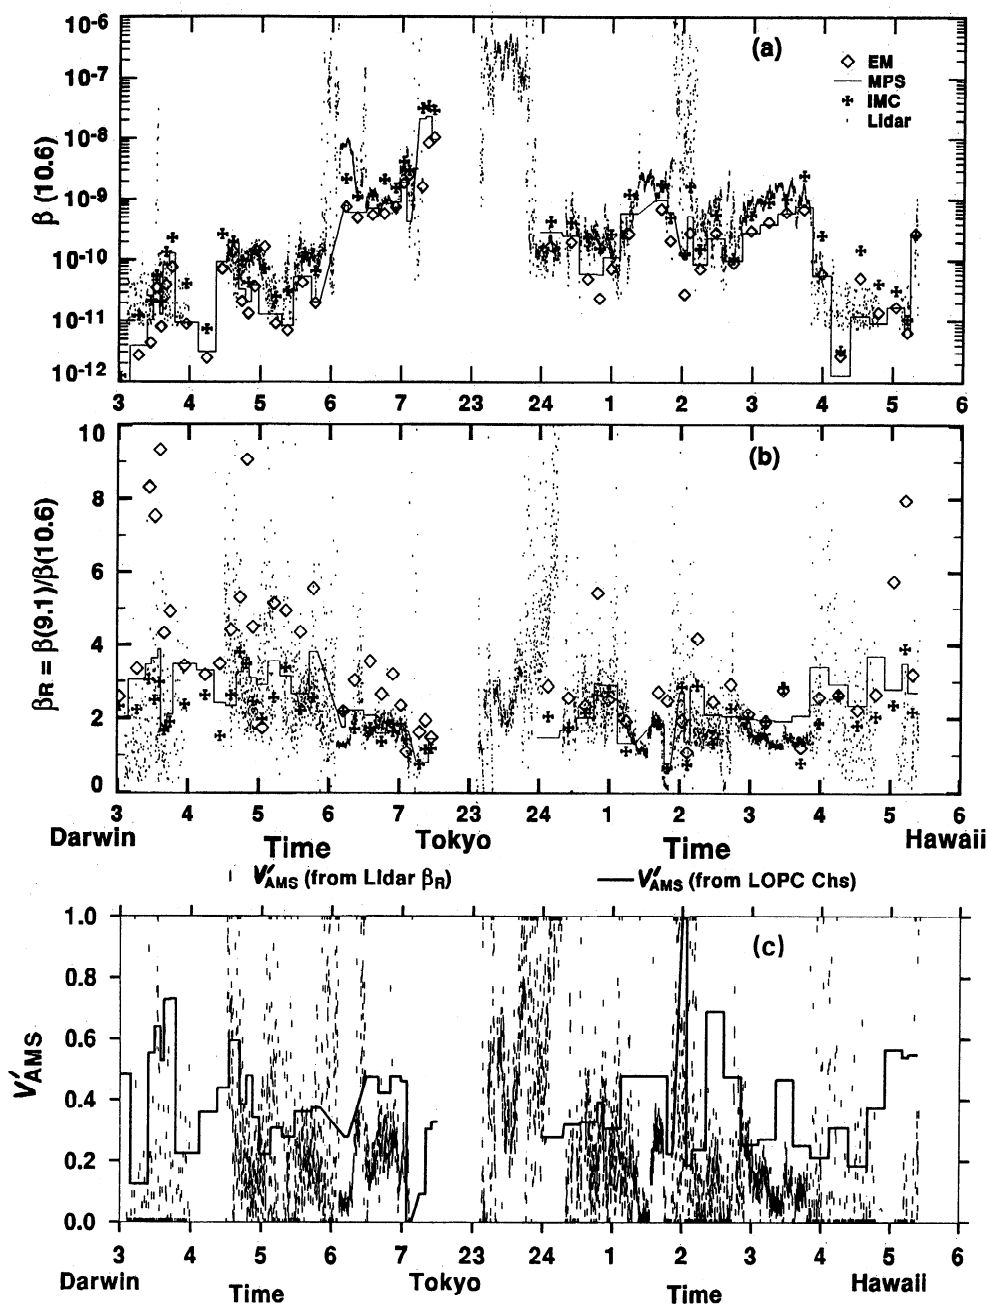 10-6
(a)
EM
10-7
MPS
IMC
Lidar
10-8
β (10.6)
10-9
10-10
10-11
10-12
3 4 5 6 7 23 24 1 2 3 4 5 6
10
(b)
8
6
βR = β(9.1)/β(10.6)
4
2
0
3 4 5 6 7 23 24 1 2 3 4 5 6
Darwin Time Tokyo Time Hawaii
V′AMS (from Lidar βR) V′AMS (from LOPC Chs)
1.0
(c)
0.8
0.6
V′AMS
0.4
0.2
0.0
3 4 5 6 7 23 24 1 2 3 4 5 6
Darwin Time Tokyo Time Hawaii